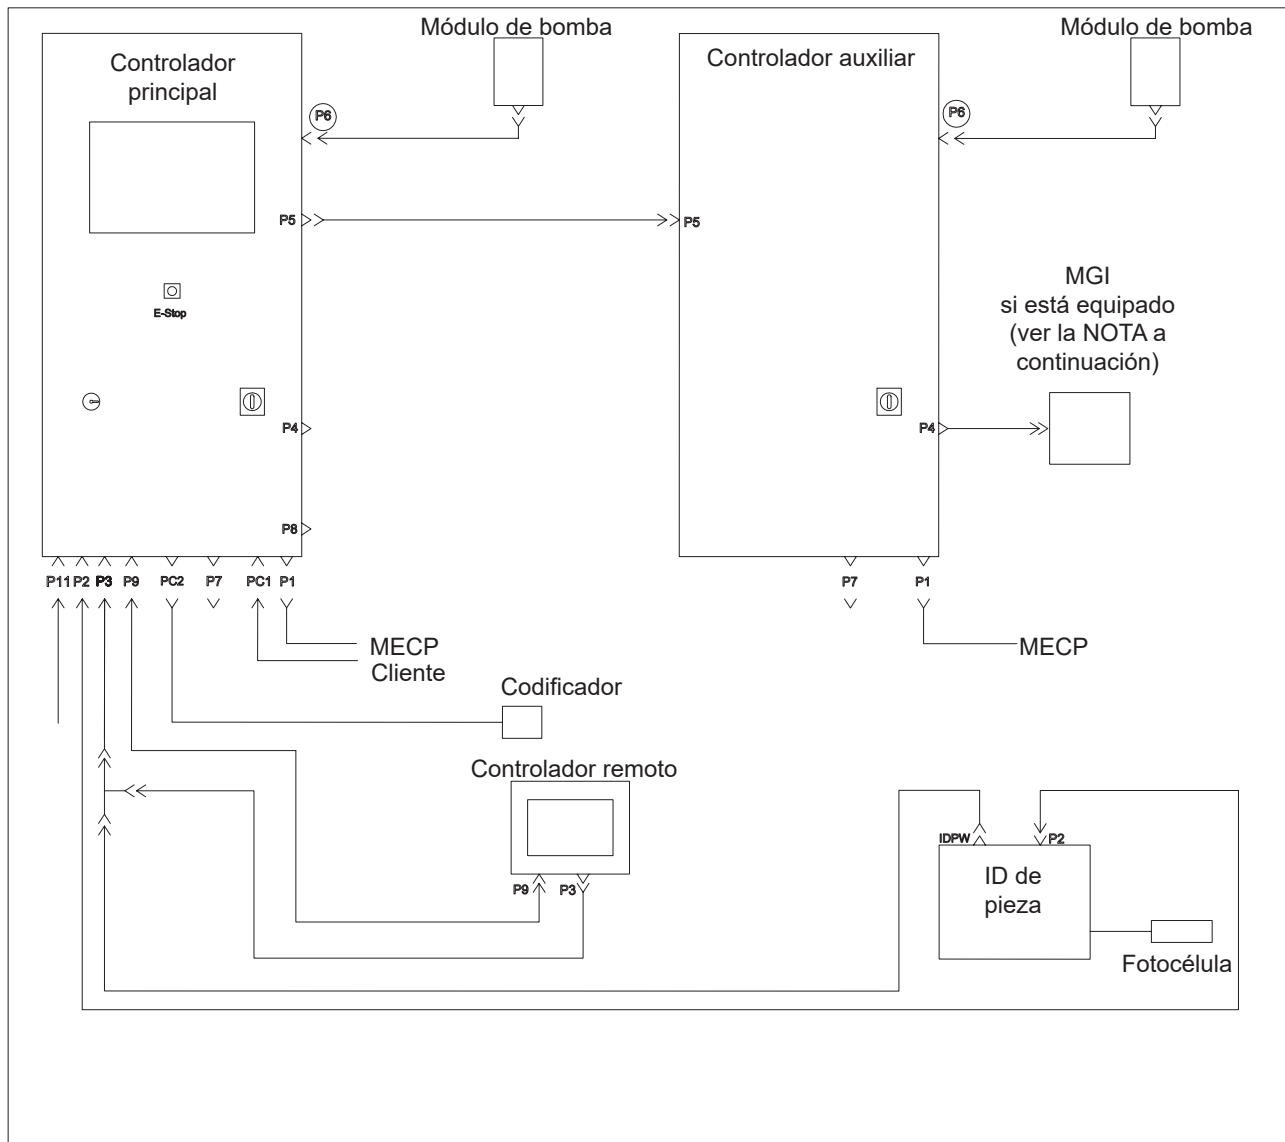 Módulo de bomba
Módulo de bomba
Controlador
principal
Controlador auxiliar
P6
P6
P5
P5
E-Stop
MGI
si está equipado
(ver la NOTA a
continuación)
P4
P4
P8
P11 P2 P3 P9 PC2 P7 PC1 P1
P7 P1
MECP
Cliente
MECP
Codificador
Controlador remoto
P9 P3
IDPW P2
ID de
pieza
Fotocélula